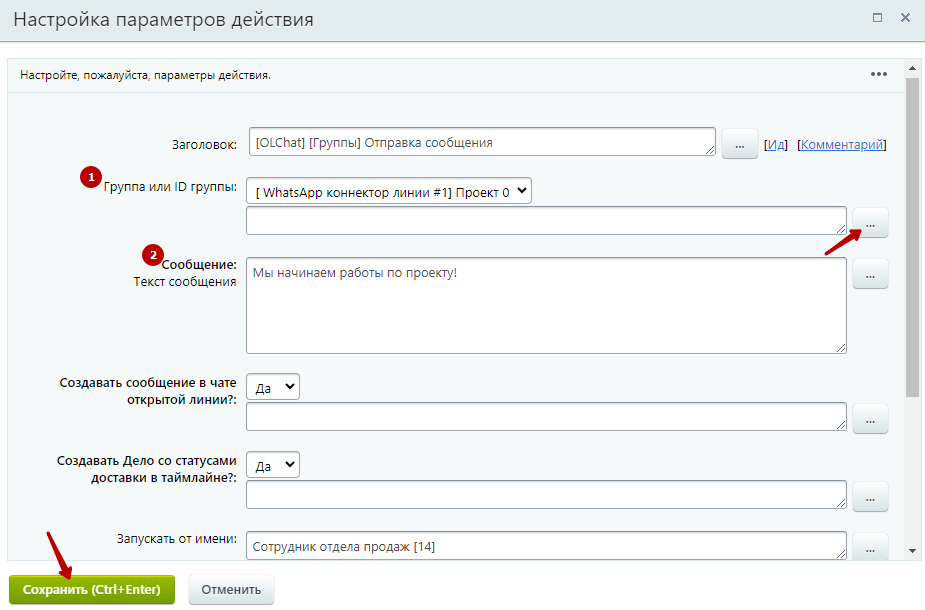 Настройка параметров действия
Настройте, пожалуйста, параметры действия.
Заголовок: [OLChat] [Группы] Отправка сообщения ... [Ид] [Комментарий]
1
Группа или ID группы: [ WhatsApp коннектор линии #1] Проект 0
...
2
Сообщение: Мы начинаем работы по проекту! ...
Текст сообщения
Создавать сообщение в чате Да
открытой линии?:
...
Создавать Дело со статусами Да
доставки в таймлайне?:
...
Запускать от имени: Сотрудник отдела продаж [14] ...
Сохранить (Ctrl+Enter) Отменить